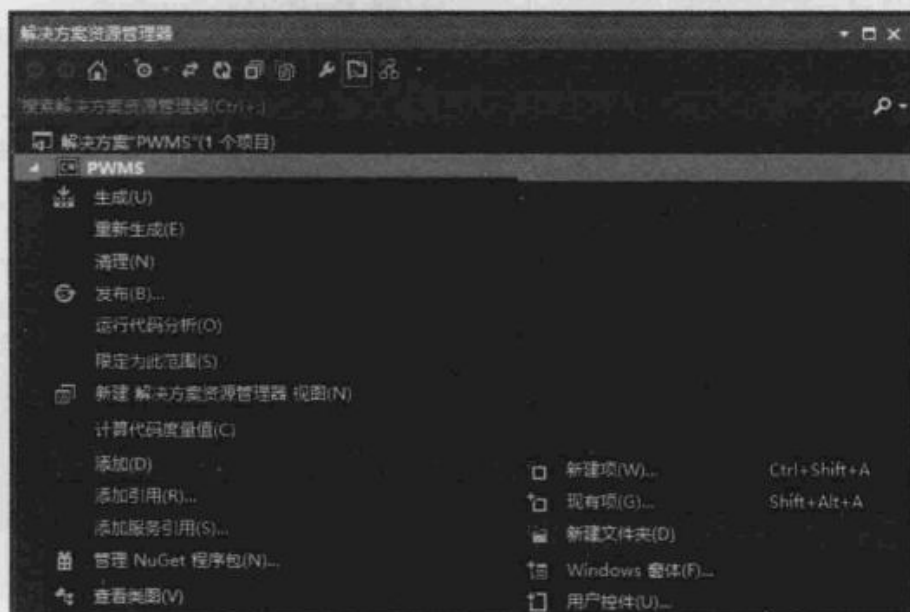 解决方案资源管理器
搜索解决方案资源管理器(Ctrl+;)
解决方案"PWMS"(1 个项目)
C# PWMS
生成(U)
重新生成(E)
清理(N)
发布(B)...
运行代码分析(O)
限定为此范围(S)
新建 解决方案资源管理器 视图(N)
计算代码度量值(C)
添加(D)
新建项(W)... Ctrl+Shift+A
添加引用(R)...
现有项(G)... Shift+Alt+A
添加服务引用(S)...
新建文件夹(D)
管理 NuGet 程序包(N)...
Windows 窗体(F)...
查看类图(V)
用户控件(U)...